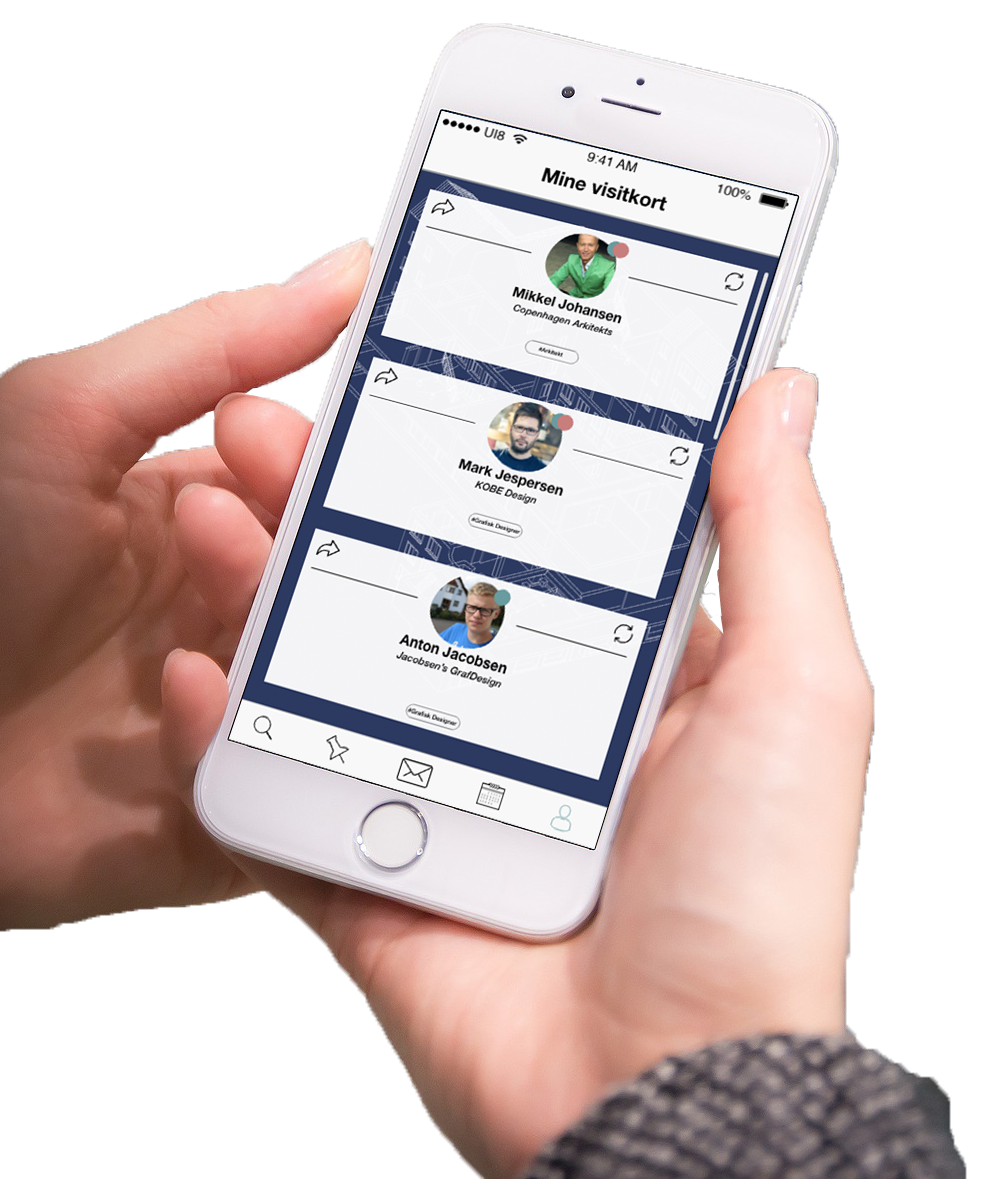 UI8
9:41 AM
100%
Mine visitkort
Mikkel Johansen
Copenhagen Arkitekts
#Arkitekt
Mark Jespersen
KOBE Design
#Grafisk Designer
Anton Jacobsen
Jacobsen's GrafDesign
#Grafisk Designer